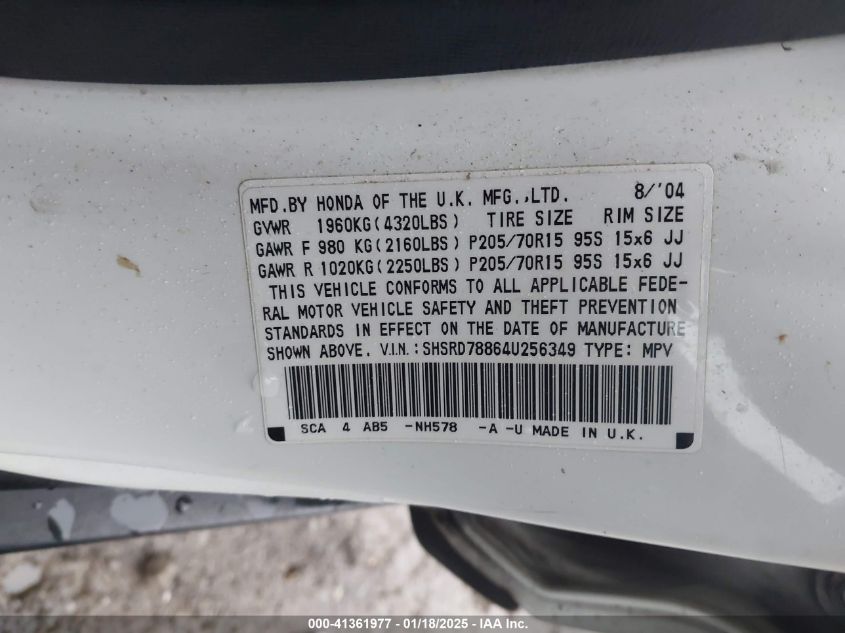 MFD.BY HONDA OF THE U.K. MFG.,LTD. 8/'04
GVWR 1960KG(4320LBS) TIRE SIZE RIM SIZE
GAWR F 980 KG(2160LBS) P205/70R15 95S 15x6 JJ
GAWR R 1020KG(2250LBS) P205/70R15 95S 15x6 JJ
THIS VEHICLE CONFORMS TO ALL APPLICABLE FEDE-
RAL MOTOR VEHICLE SAFETY AND THEFT PREVENTION
STANDARDS IN EFFECT ON THE DATE OF MANUFACTURE
SHOWN ABOVE. V.I.N.: SHSRD78864U256349 TYPE: MPV
SCA 4 AB5 -NH578 -A -U MADE IN U.K.
000-41361977 - 01/18/2025 - IAA Inc.